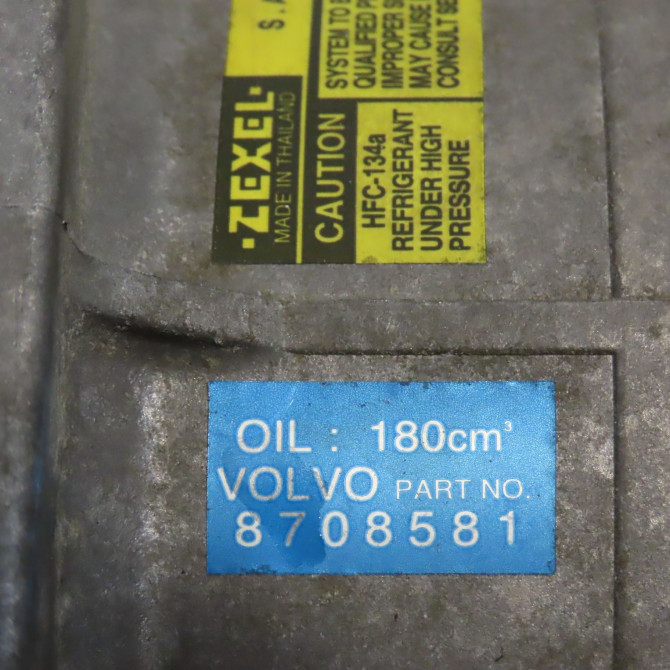 ·ZEXEL·
MADE IN THAILAND
CAUTION
SYSTEM TO
QUALIFIED
IMPROPER
MAY CAUSE
CONSULT
HFC-134a
REFRIGERANT
UNDER HIGH
PRESSURE
OIL : 180cm³
VOLVO PART NO.
8708581